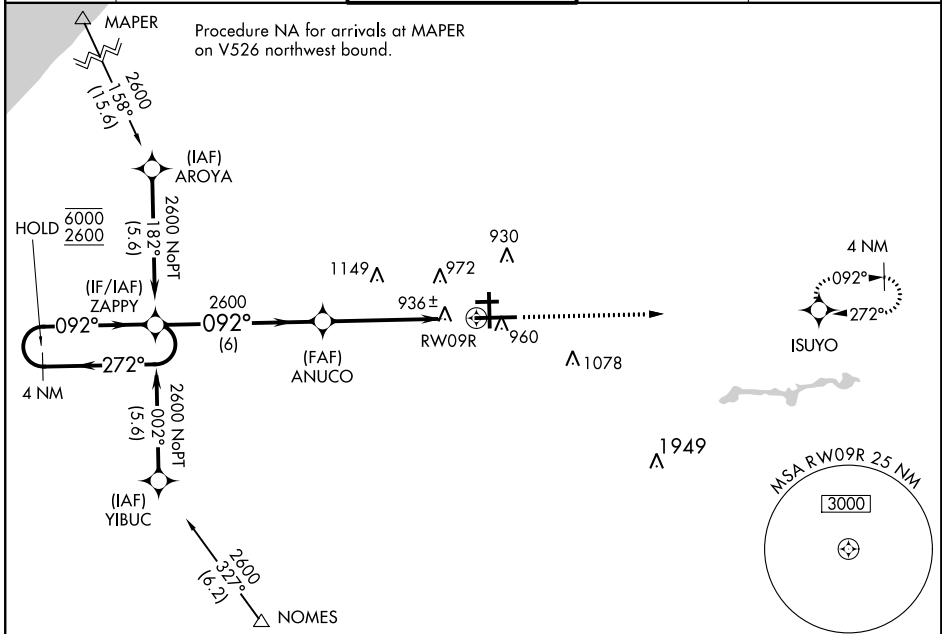 MAPER
Procedure NA for arrivals at MAPER
on V526 northwest bound.
2600
158°
(15.6)
(IAF)
AROYA
2600 NoPT
182°
(5.6)
HOLD
6000
2600
(IF/IAF)
ZAPPY
092°
272°
4 NM
2600
092°
(6)
(FAF)
ANUCO
1149
972
930
936±
RW09R
960
1078
1949
4 NM
092°
272°
ISUYO
2600 NoPT
002°
(5.6)
(IAF)
YIBUC
2600
327°
(6.2)
NOMES
MSA RW09R 25 NM
3000